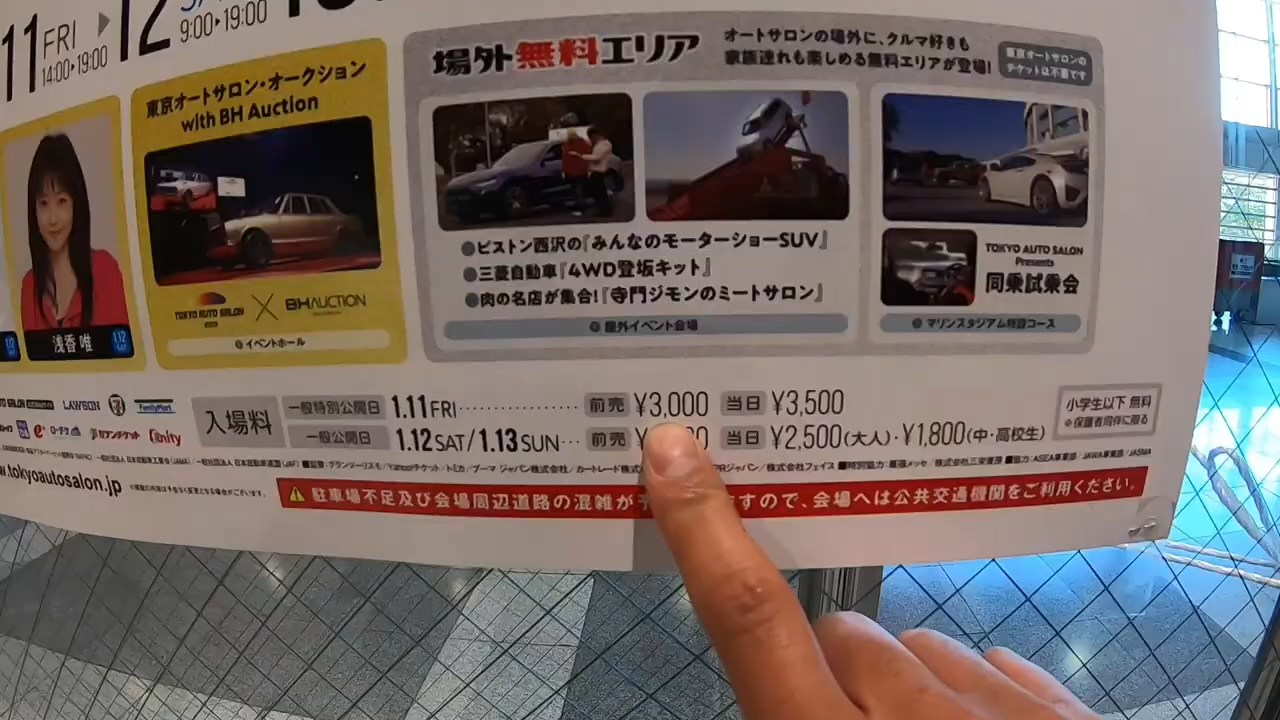 11 FRI 14:00▶19:00 ▶ 12 9:00▶19:00
東京オートサロン・オークション
with BH Auction
TOKYO AUTO SALON × BH AUCTION
イベントホール
浅香 唯
場外無料エリア
オートサロンの場外に、クルマ好きも
家族連れも楽しめる無料エリアが登場!
東京オートサロンの
チケットは不要です
●ピストン西沢の『みんなのモーターショーSUV』
●三菱自動車『4WD登坂キット』
●肉の名店が集合!『寺門ジモンのミートサロン』
屋外イベント会場
TOKYO AUTO SALON
Presents
同乗試乗会
マリンスタジアム特設コース
LAWSON FamilyMart
入場料
一般特別公開日 1.11 FRI 前売 ¥3,000 当日 ¥3,500
一般公開日 1.12 SAT/1.13 SUN 前売 当日 ¥2,500(大人)・¥1,800(中・高校生)
小学生以下 無料
※保護者同伴に限る
w.tokyoautosalon.jp
⚠ 駐車場不足及び会場周辺道路の混雑が すので、会場へは公共交通機関をご利用ください。